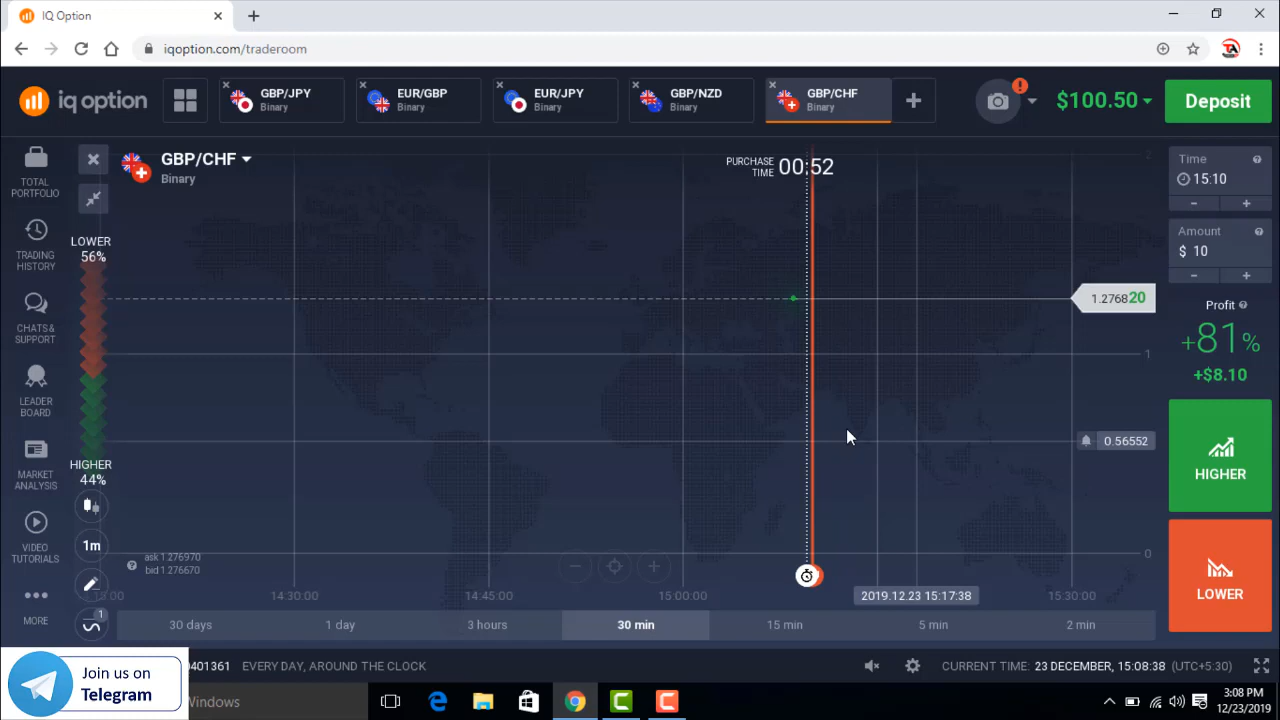 IQ Option
iqoption.com/traderoom
iq option
GBP/JPY
Binary
EUR/GBP
Binary
EUR/JPY
Binary
GBP/NZD
Binary
GBP/CHF
Binary
$100.50
Deposit
TOTAL
PORTFOLIO
TRADING
HISTORY
CHATS &
SUPPORT
LEADER
BOARD
MARKET
ANALYSIS
VIDEO
TUTORIALS
MORE
GBP/CHF
Binary
LOWER
56%
HIGHER
44%
1m
1
PURCHASE
TIME
00:52
2
1.276820
1
0.56552
0
ask 1.276970
bid 1.276670
14:30:00
14:45:00
15:00:00
2019.12.23 15:17:38
15:30:00
30 days
1 day
3 hours
30 min
15 min
5 min
2 min
Time
15:10
- +
Amount
$ 10
- +
Profit
+81%
+$8.10
HIGHER
LOWER
0401361 EVERY DAY, AROUND THE CLOCK
CURRENT TIME: 23 DECEMBER, 15:08:38 (UTC+5:30)
Join us on
Telegram
Windows
3:08 PM
12/23/2019